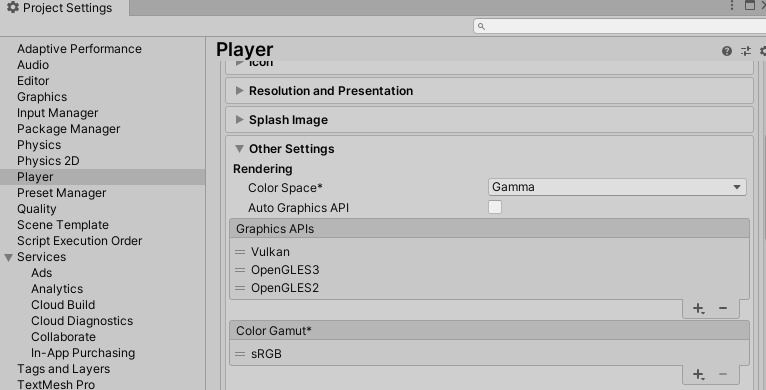 Project Settings
Adaptive Performance
Audio
Editor
Graphics
Input Manager
Package Manager
Physics
Physics 2D
Player
Preset Manager
Quality
Scene Template
Script Execution Order
Services
Ads
Analytics
Cloud Build
Cloud Diagnostics
Collaborate
In-App Purchasing
Tags and Layers
TextMesh Pro
Player
Icon
Resolution and Presentation
Splash Image
Other Settings
Rendering
Color Space*
Gamma
Auto Graphics API
Graphics APIs
Vulkan
OpenGLES3
OpenGLES2
Color Gamut*
sRGB